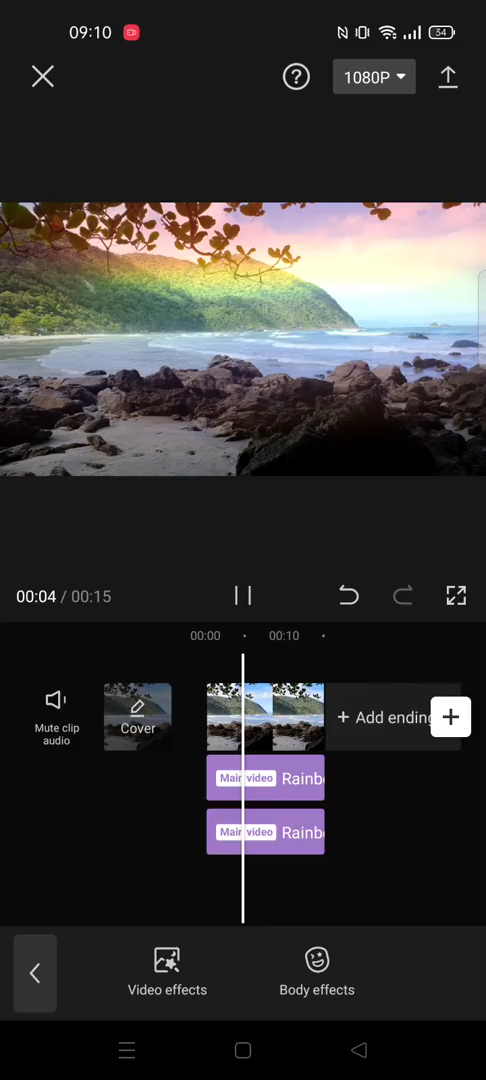 09:10
34
1080P
00:04 / 00:15
00:00 00:10
Mute clip
audio
Cover
+ Add ending
Main video Rainb
Main video Rainb
Video effects
Body effects